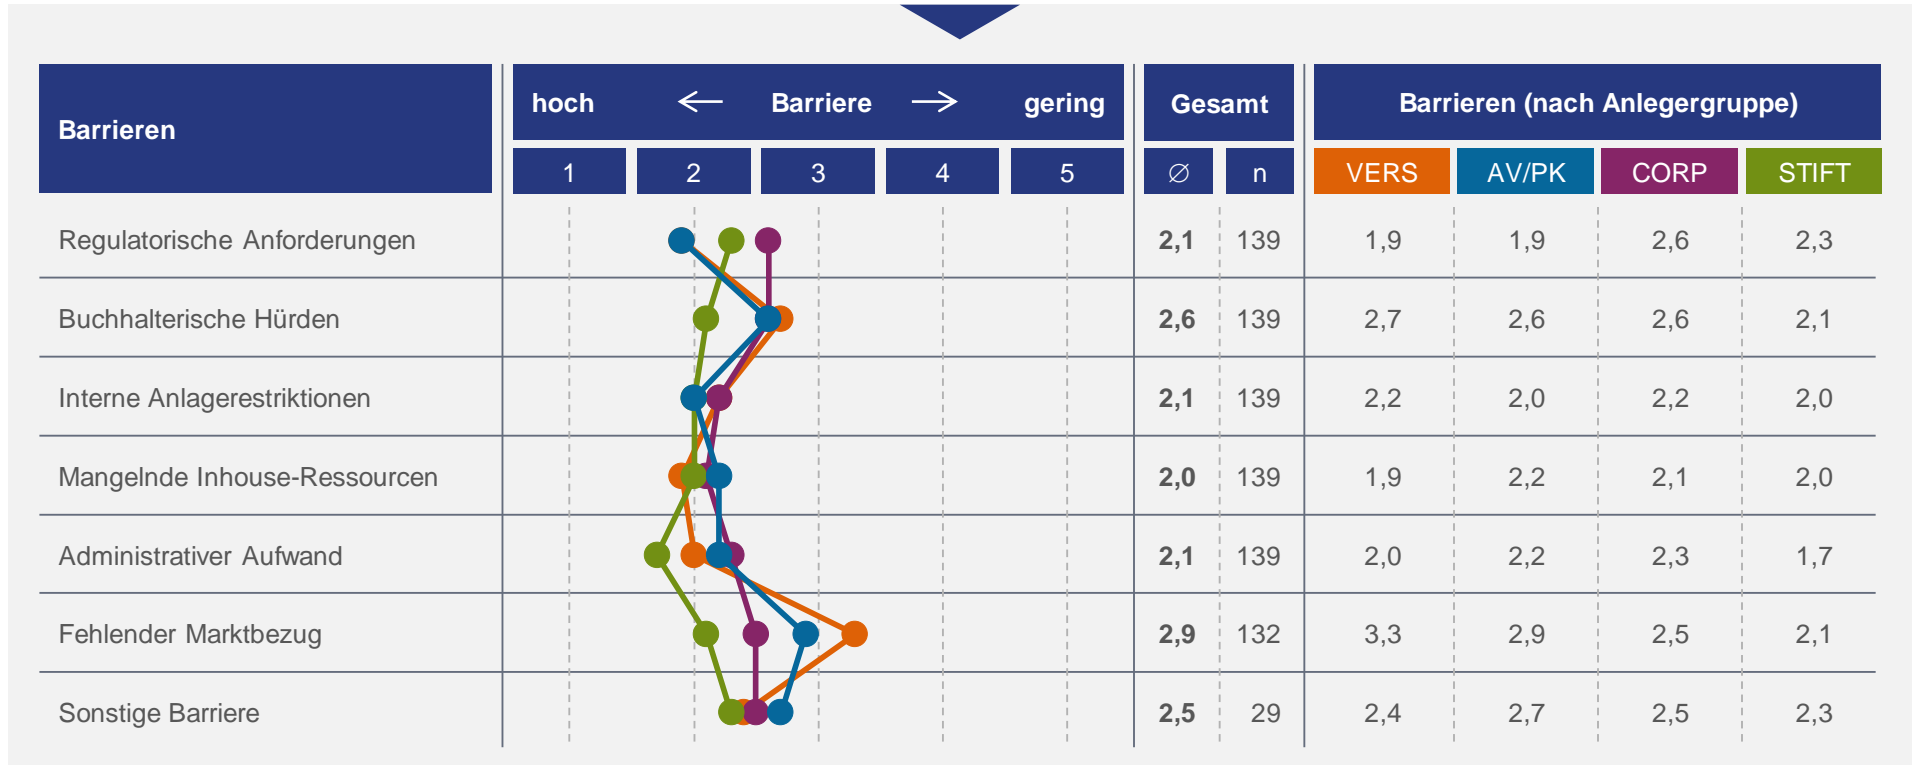 Barrieren
hoch ← Barriere → gering
Gesamt
Barrieren (nach Anlegergruppe)
1 2 3 4 5 ∅ n VERS AV/PK CORP STIFT
Regulatorische Anforderungen 2,1 139 1,9 1,9 2,6 2,3
Buchhalterische Hürden 2,6 139 2,7 2,6 2,6 2,1
Interne Anlagerestriktionen 2,1 139 2,2 2,0 2,2 2,0
Mangelnde Inhouse-Ressourcen 2,0 139 1,9 2,2 2,1 2,0
Administrativer Aufwand 2,1 139 2,0 2,2 2,3 1,7
Fehlender Marktbezug 2,9 132 3,3 2,9 2,5 2,1
Sonstige Barriere 2,5 29 2,4 2,7 2,5 2,3